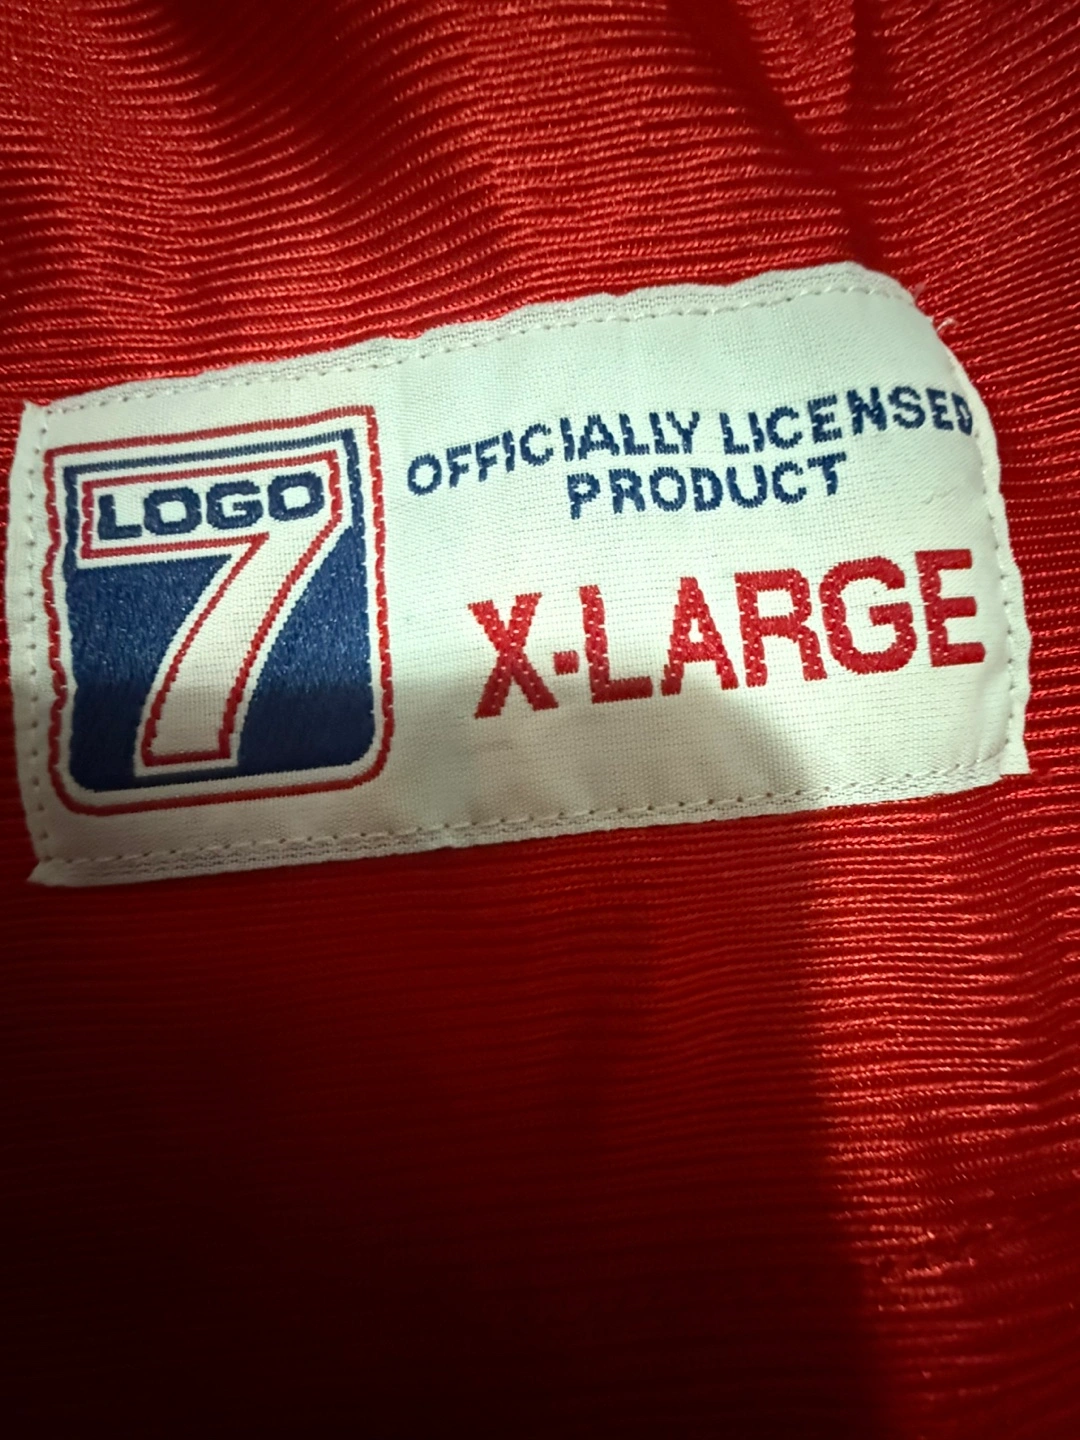 LOGO
7
OFFICIALLY LICENSED
PRODUCT
X-LARGE